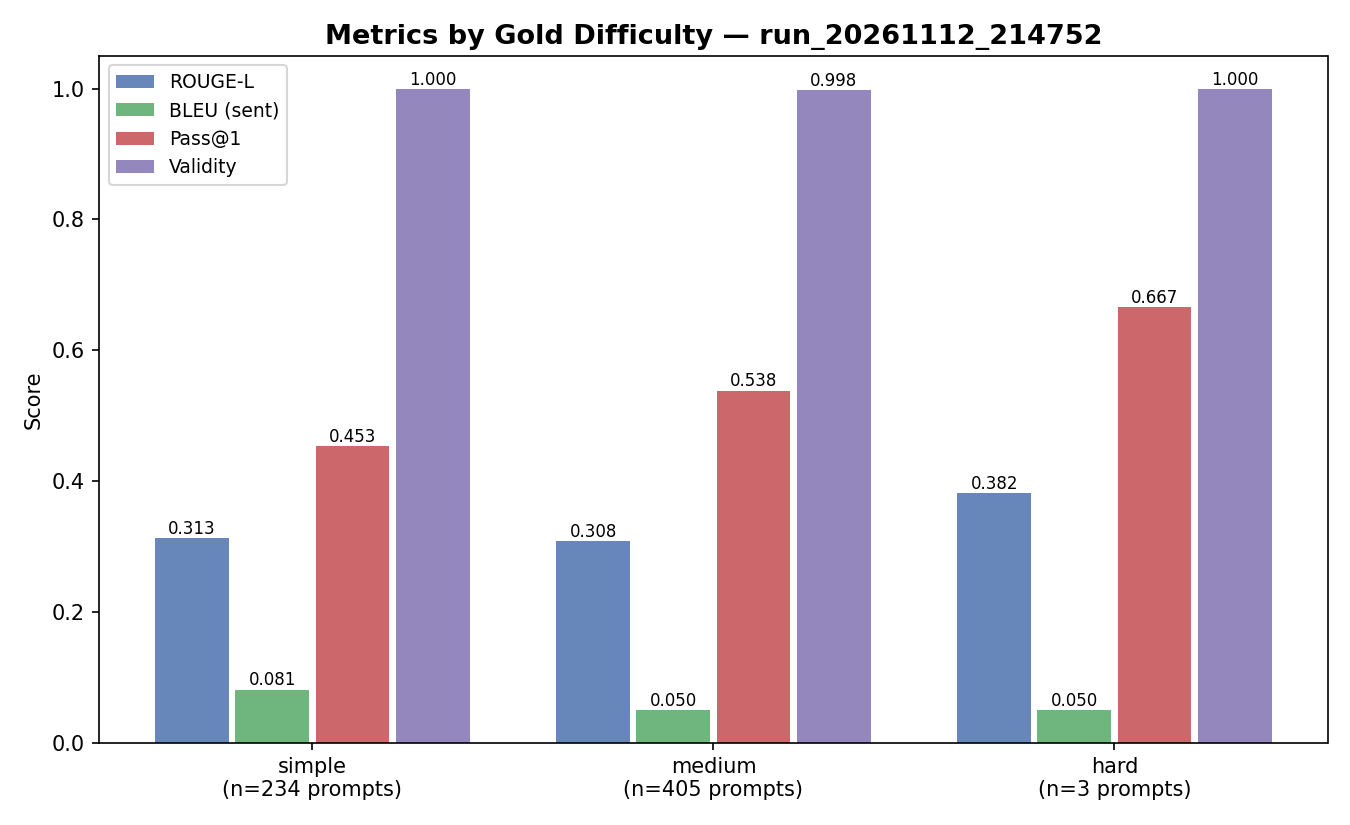 Metrics by Gold Difficulty — run_20261112_214752
ROUGE-L
BLEU (sent)
Pass@1
Validity
Score
1.0
0.8
0.6
0.4
0.2
0.0
0.313
0.081
0.453
1.000
0.308
0.050
0.538
0.998
0.382
0.050
0.667
1.000
simple
(n=234 prompts)
medium
(n=405 prompts)
hard
(n=3 prompts)